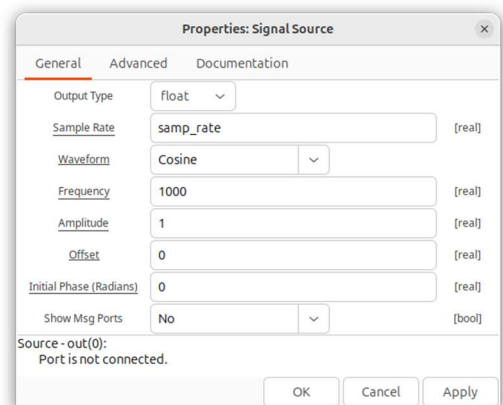 Properties: Signal Source ×
General Advanced Documentation
Output Type float
Sample Rate samp_rate [real]
Waveform Cosine
Frequency 1000 [real]
Amplitude 1 [real]
Offset 0 [real]
Initial Phase (Radians) 0 [real]
Show Msg Ports No [bool]
Source - out(0):
Port is not connected.
OK Cancel Apply